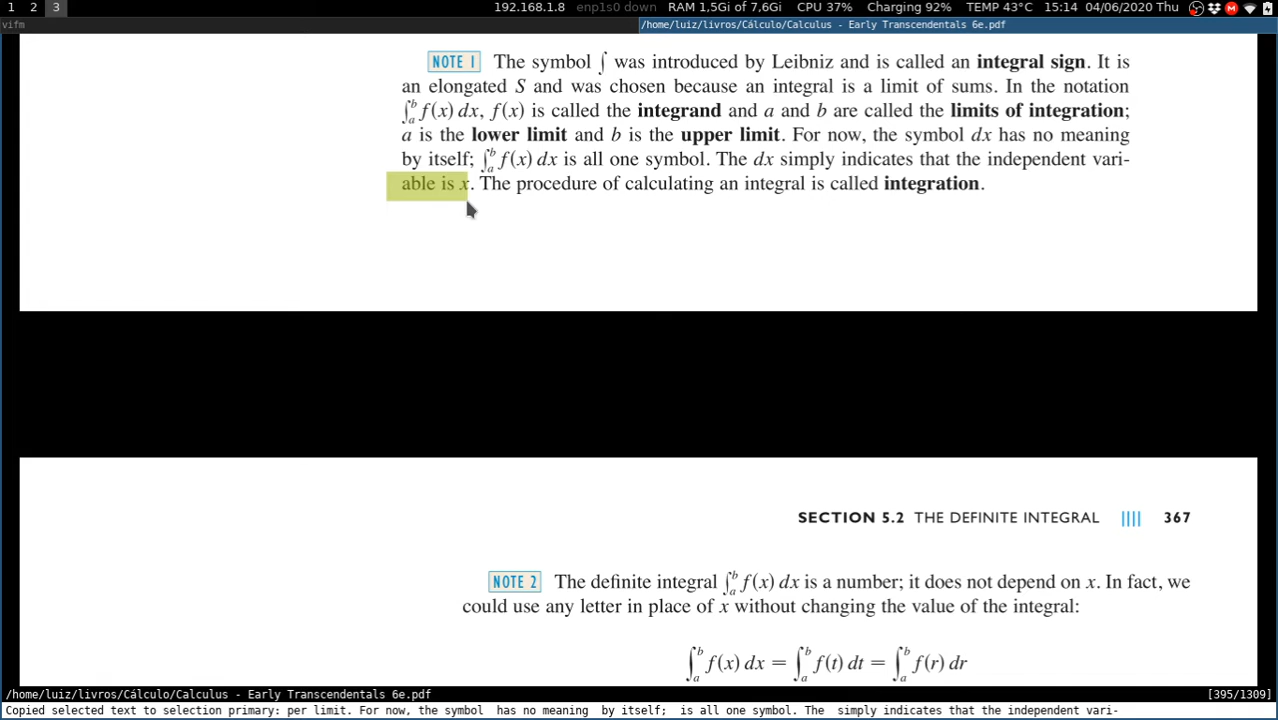 1 2 3 192.168.1.8 enp1s0 down RAM 1,5Gi of 7,6Gi CPU 37% Charging 92% TEMP 43°C 15:14 04/06/2020 Thu
vifm /home/luiz/livros/Cálculo/Calculus - Early Transcendentals 6e.pdf
NOTE 1 The symbol ∫ was introduced by Leibniz and is called an integral sign. It is
an elongated S and was chosen because an integral is a limit of sums. In the notation
∫_a^b f(x) dx, f(x) is called the integrand and a and b are called the limits of integration;
a is the lower limit and b is the upper limit. For now, the symbol dx has no meaning
by itself; ∫_a^b f(x) dx is all one symbol. The dx simply indicates that the independent vari-
able is x. The procedure of calculating an integral is called integration.
SECTION 5.2 THE DEFINITE INTEGRAL |||| 367
NOTE 2 The definite integral ∫_a^b f(x) dx is a number; it does not depend on x. In fact, we
could use any letter in place of x without changing the value of the integral:
∫_a^b f(x) dx = ∫_a^b f(t) dt = ∫_a^b f(r) dr
/home/luiz/livros/Cálculo/Calculus - Early Transcendentals 6e.pdf [395/1309]
Copied selected text to selection primary: per limit. For now, the symbol has no meaning by itself; is all one symbol. The simply indicates that the independent vari-